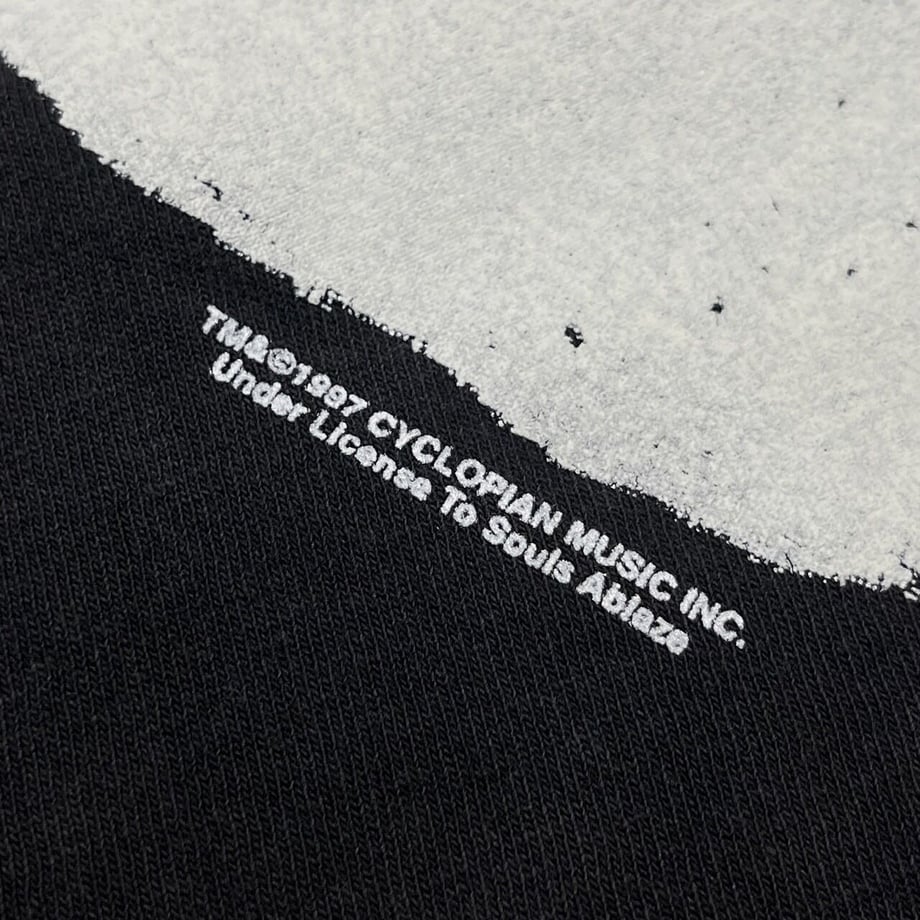 TM&©1997 CYCLOPIAN MUSIC INC.
Under License To Souls Ablaze